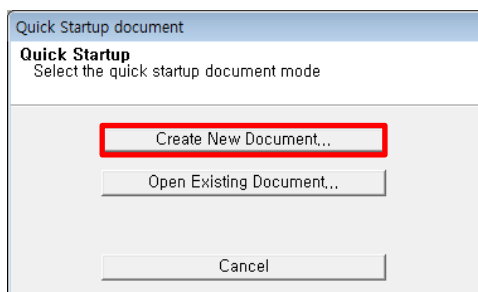 Quick Startup document
Quick Startup
Select the quick startup document mode
Create New Document,,,
Open Existing Document,,,
Cancel